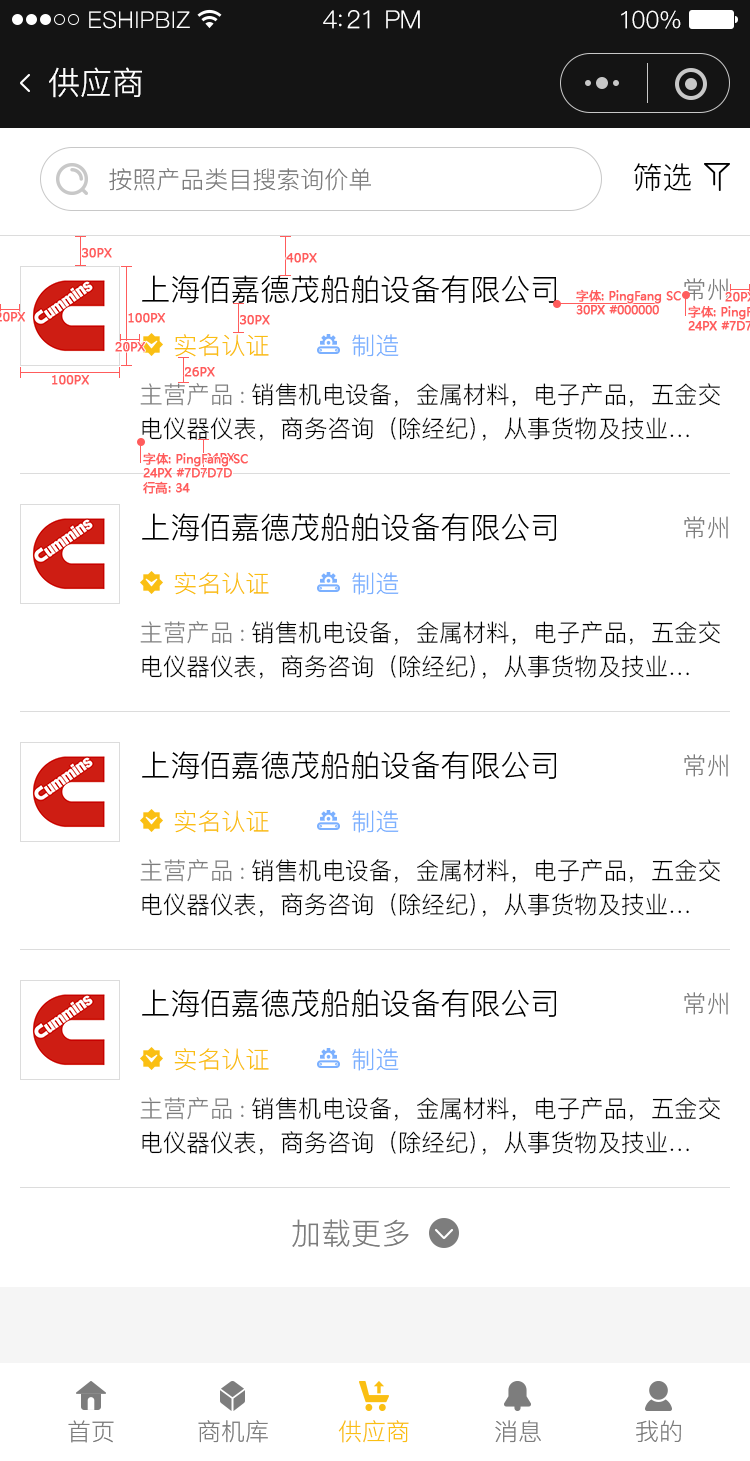 ESHIPBIZ 4:21 PM 100%
供应商
按照产品类目搜索询价单 筛选
30PX
40PX
Cummins
上海佰嘉德茂船舶设备有限公司 常州
字体: PingFang SC
30PX #000000
20PX
20PX
100PX
30PX
字体: PingF
24PX #7D7
20PX
实名认证 制造
26PX
100PX
主营产品 : 销售机电设备，金属材料，电子产品，五金交
电仪器仪表，商务咨询（除经纪），从事货物及技业...
字体: PingFang SC
24PX #7D7D7D
行高: 34
Cummins
上海佰嘉德茂船舶设备有限公司 常州
实名认证 制造
主营产品 : 销售机电设备，金属材料，电子产品，五金交
电仪器仪表，商务咨询（除经纪），从事货物及技业...
Cummins
上海佰嘉德茂船舶设备有限公司 常州
实名认证 制造
主营产品 : 销售机电设备，金属材料，电子产品，五金交
电仪器仪表，商务咨询（除经纪），从事货物及技业...
Cummins
上海佰嘉德茂船舶设备有限公司 常州
实名认证 制造
主营产品 : 销售机电设备，金属材料，电子产品，五金交
电仪器仪表，商务咨询（除经纪），从事货物及技业...
加载更多
首页 商机库 供应商 消息 我的